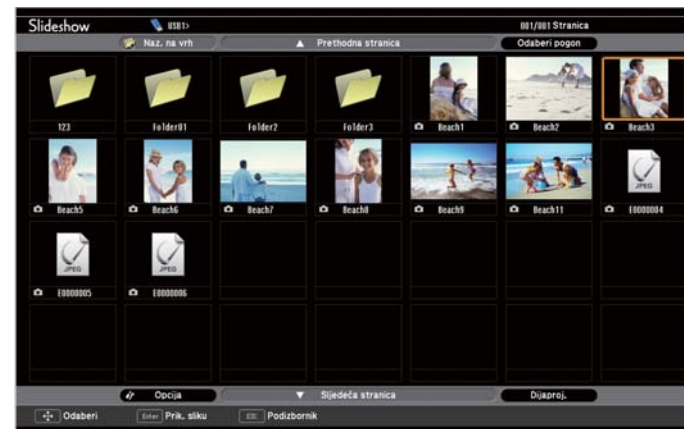 Slideshow USB1> 001/001 Stranica
Naz. na vrh Prethodna stranica Odaberi pogon
123 Folder01 Folder2 Folder3 Beach1 Beach2 Beach3
Beach5 Beach6 Beach7 Beach8 Beach9 Beach11 JPEG E0000004
JPEG E0000005 JPEG E0000006
Opcija Sljedeča stranica Dijaproj.
Odaberi Enter Prik. sliku ESC Podizbornik